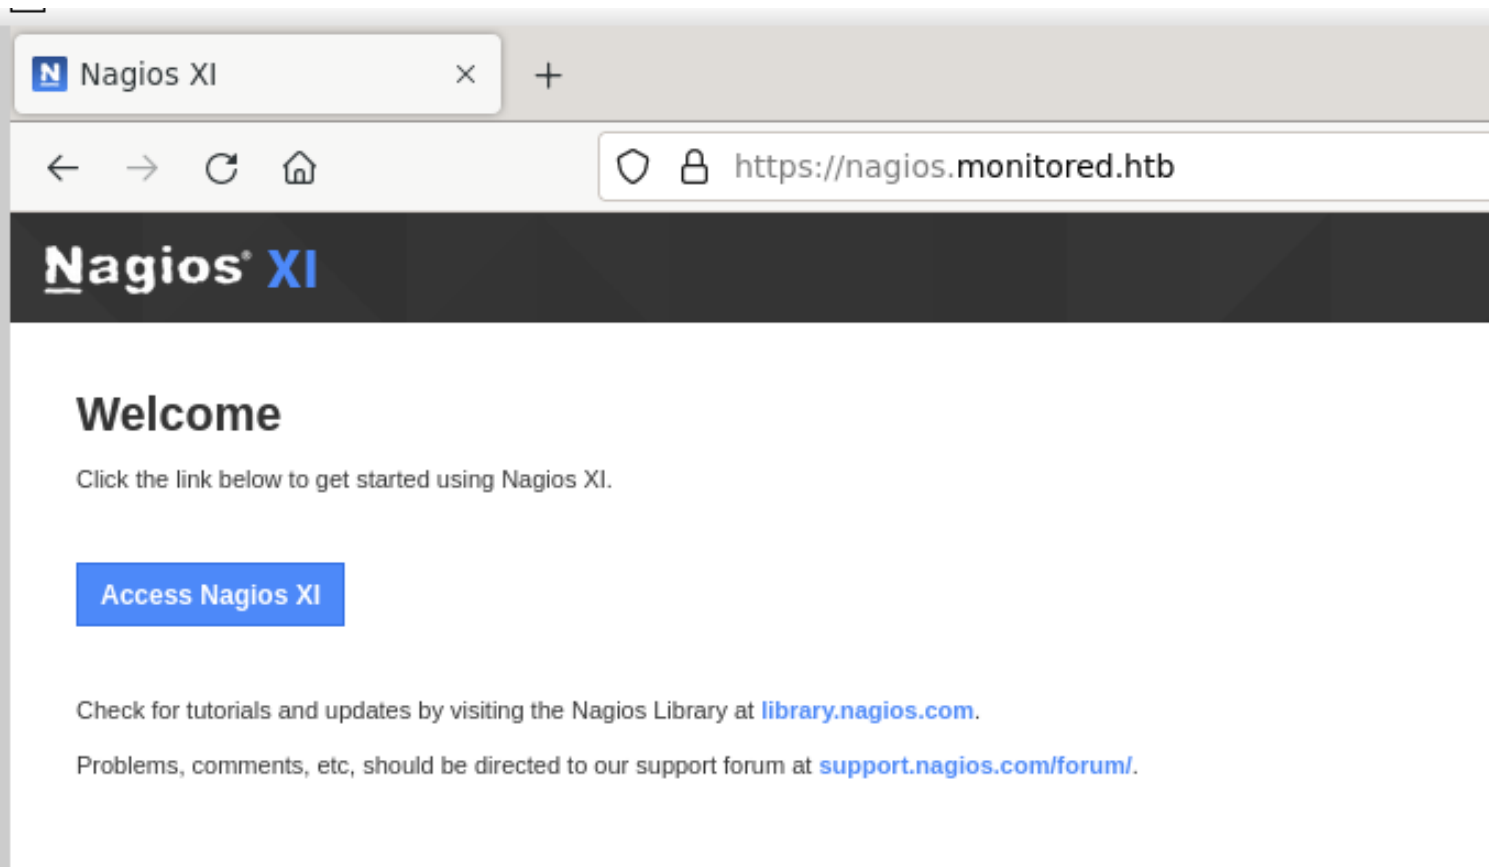 Nagios XI
https://nagios.monitored.htb
Nagios® XI
Welcome
Click the link below to get started using Nagios XI.
Access Nagios XI
Check for tutorials and updates by visiting the Nagios Library at library.nagios.com.
Problems, comments, etc, should be directed to our support forum at support.nagios.com/forum/.